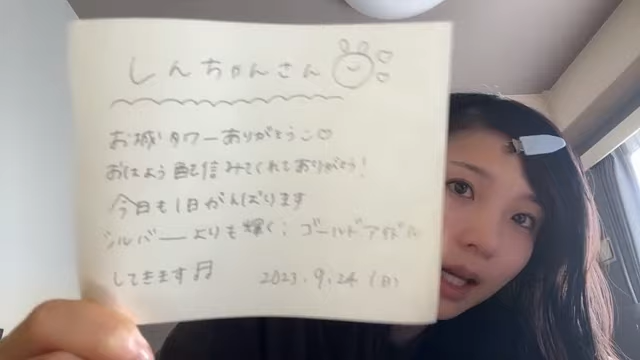 しんちゃんさん
お城タワーありがとう♡
おはよう配信みてくれてありがとう!
今日も1日がんばります
シルバーよりも輝く:ゴールドアイドル
してきます♬ 2023.9.24(日)